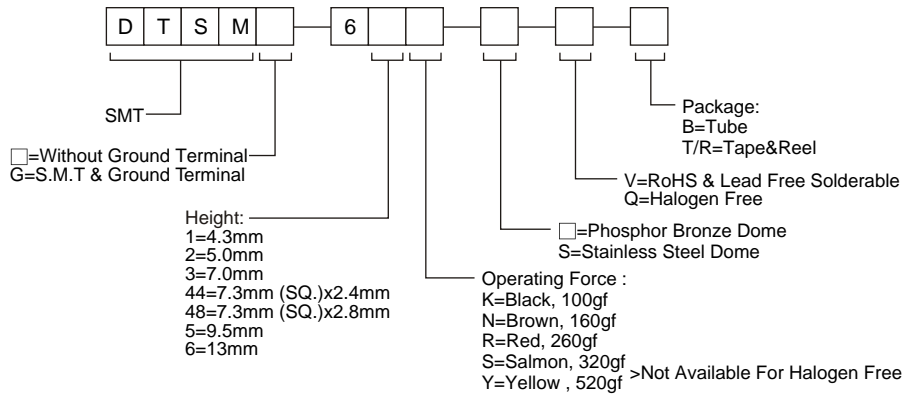 D T S M □ 6 □ □ □ □ □
SMT
□=Without Ground Terminal
G=S.M.T & Ground Terminal
Height:
1=4.3mm
2=5.0mm
3=7.0mm
44=7.3mm (SQ.)x2.4mm
48=7.3mm (SQ.)x2.8mm
5=9.5mm
6=13mm
Operating Force :
K=Black, 100gf
N=Brown, 160gf
R=Red, 260gf
S=Salmon, 320gf
Y=Yellow , 520gf
>Not Available For Halogen Free
□=Phosphor Bronze Dome
S=Stainless Steel Dome
V=RoHS & Lead Free Solderable
Q=Halogen Free
Package:
B=Tube
T/R=Tape&Reel